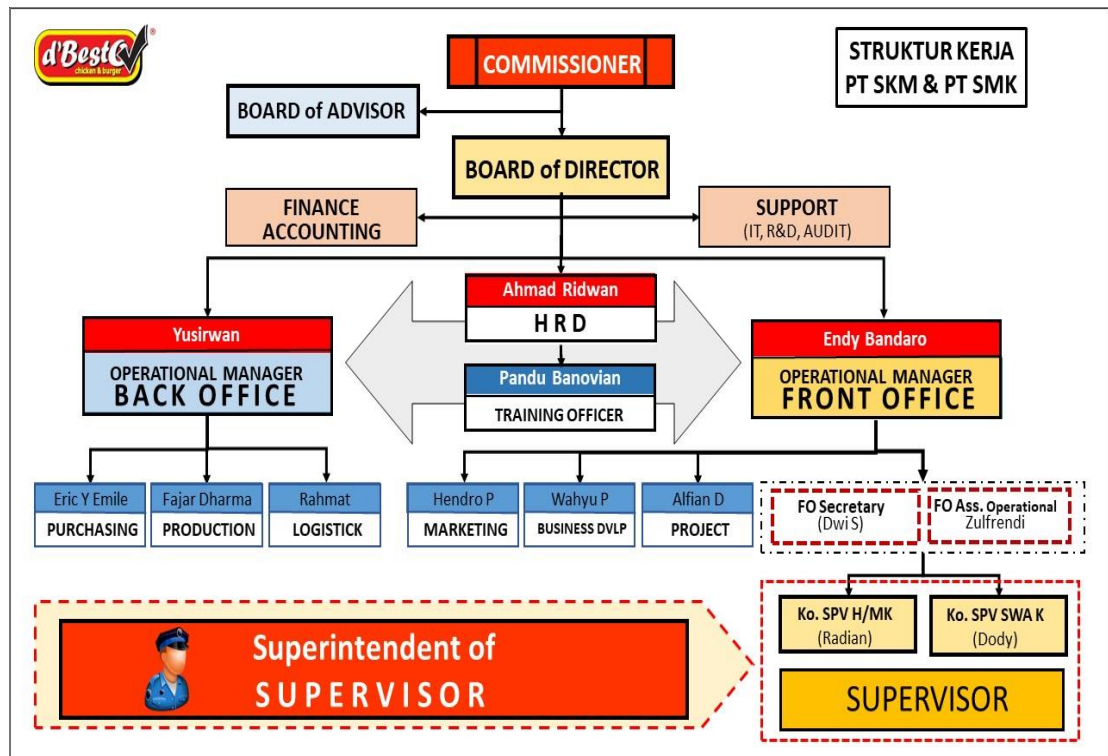 d'BestO
®
chicken & burger
COMMISSIONER
STRUKTUR KERJA
PT SKM & PT SMK
BOARD of ADVISOR
BOARD of DIRECTOR
FINANCE
ACCOUNTING
SUPPORT
(IT, R&D, AUDIT)
Ahmad Ridwan
H R D
Yusirwan
OPERATIONAL MANAGER
BACK OFFICE
Endy Bandaro
OPERATIONAL MANAGER
FRONT OFFICE
Pandu Banovian
TRAINING OFFICER
Eric Y Emile
PURCHASING
Fajar Dharma
PRODUCTION
Rahmat
LOGISTICK
Hendro P
MARKETING
Wahyu P
BUSINESS DVLP
Alfian D
PROJECT
FO Secretary
(Dwi S)
FO Ass. Operational
Zulfrendi
Ko. SPV H/MK
(Radian)
Ko. SPV SWA K
(Dody)
Superintendent of
S U P E R V I S O R
SUPERVISOR